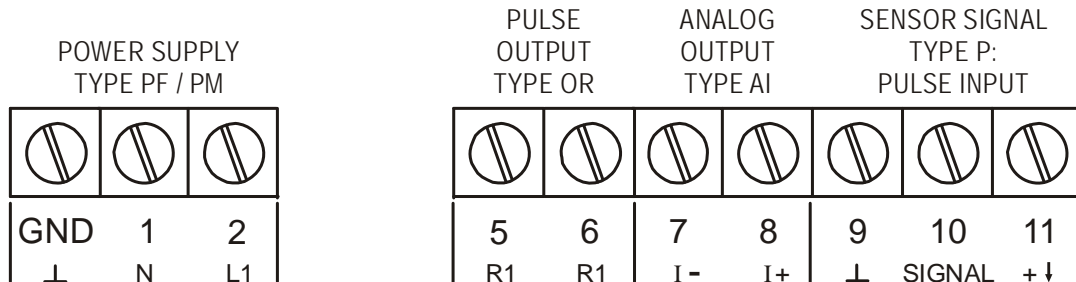 POWER SUPPLY
TYPE PF / PM
PULSE
OUTPUT
TYPE OR
ANALOG
OUTPUT
TYPE AI
SENSOR SIGNAL
TYPE P:
PULSE INPUT
GND 1 2
⊥ N L1
5 6 7 8 9 10 11
R1 R1 I - I+ ⊥ SIGNAL +↓